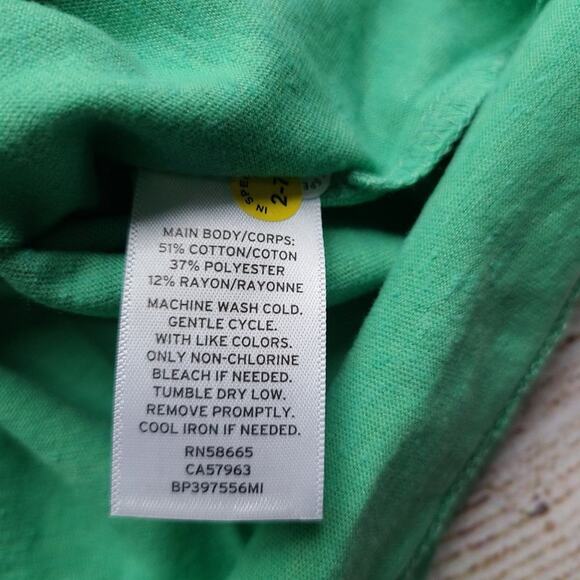 IN SPE
2-7
MAIN BODY/CORPS:
51% COTTON/COTON
37% POLYESTER
12% RAYON/RAYONNE
MACHINE WASH COLD.
GENTLE CYCLE.
WITH LIKE COLORS.
ONLY NON-CHLORINE
BLEACH IF NEEDED.
TUMBLE DRY LOW.
REMOVE PROMPTLY.
COOL IRON IF NEEDED.
RN58665
CA57963
BP397556MI